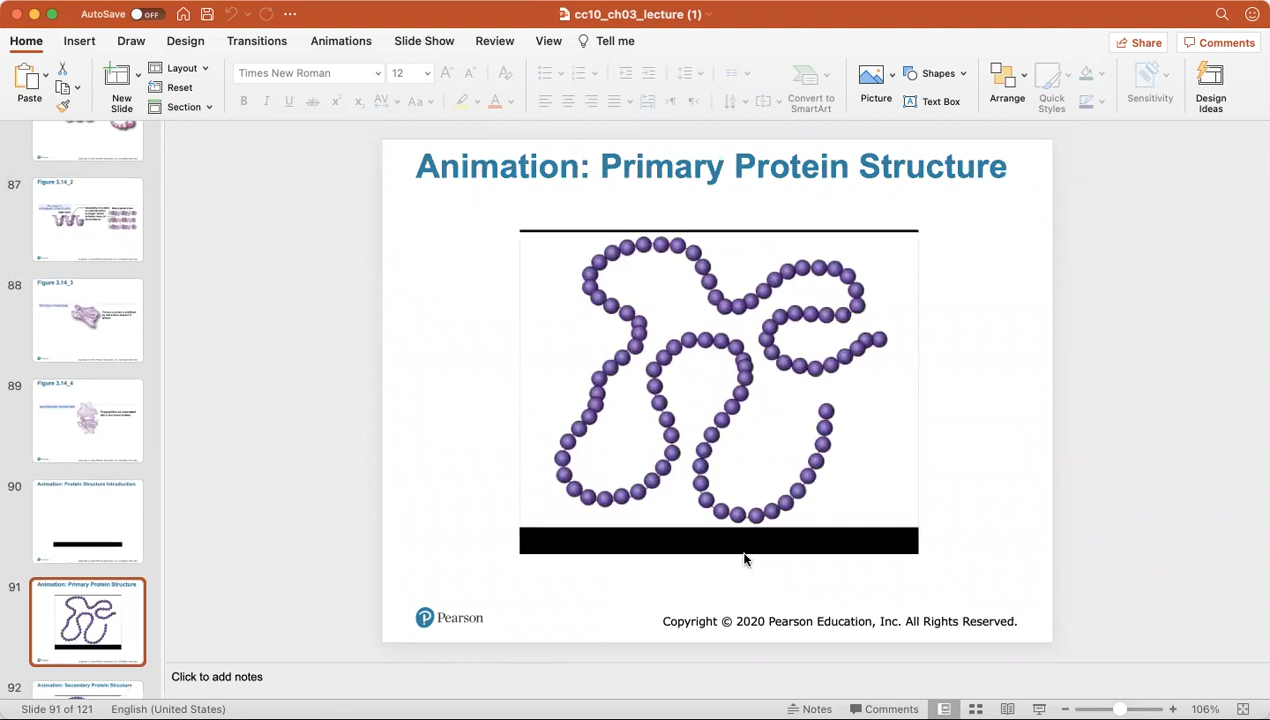 AutoSave OFF
cc10_ch03_lecture (1)
Home Insert Draw Design Transitions Animations Slide Show Review View Tell me
Share Comments
Paste
New Slide
Layout
Reset
Section
Times New Roman 12
B I U ab x² x₂ AV Aa A
Convert to SmartArt
Picture
Shapes
Text Box
Arrange
Quick Styles
Sensitivity
Design Ideas
87
Figure 3.14_2
88
Figure 3.14_3
89
Figure 3.14_4
90
Animation: Protein Structure Introduction
91
Animation: Primary Protein Structure
92
Animation: Secondary Protein Structure
Animation: Primary Protein Structure
Pearson
Copyright © 2020 Pearson Education, Inc. All Rights Reserved.
Click to add notes
Slide 91 of 121 English (United States) Notes Comments 106%